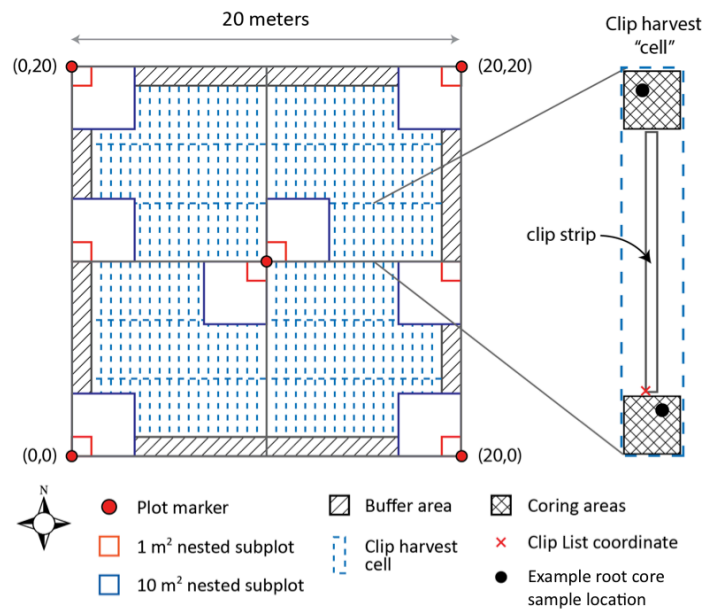 20 meters
Clip harvest
“cell”
(0,20)
(20,20)
clip strip
(0,0)
(20,0)
N
Plot marker
1 m² nested subplot
10 m² nested subplot
Buffer area
Clip harvest
cell
Coring areas
Clip List coordinate
Example root core
sample location